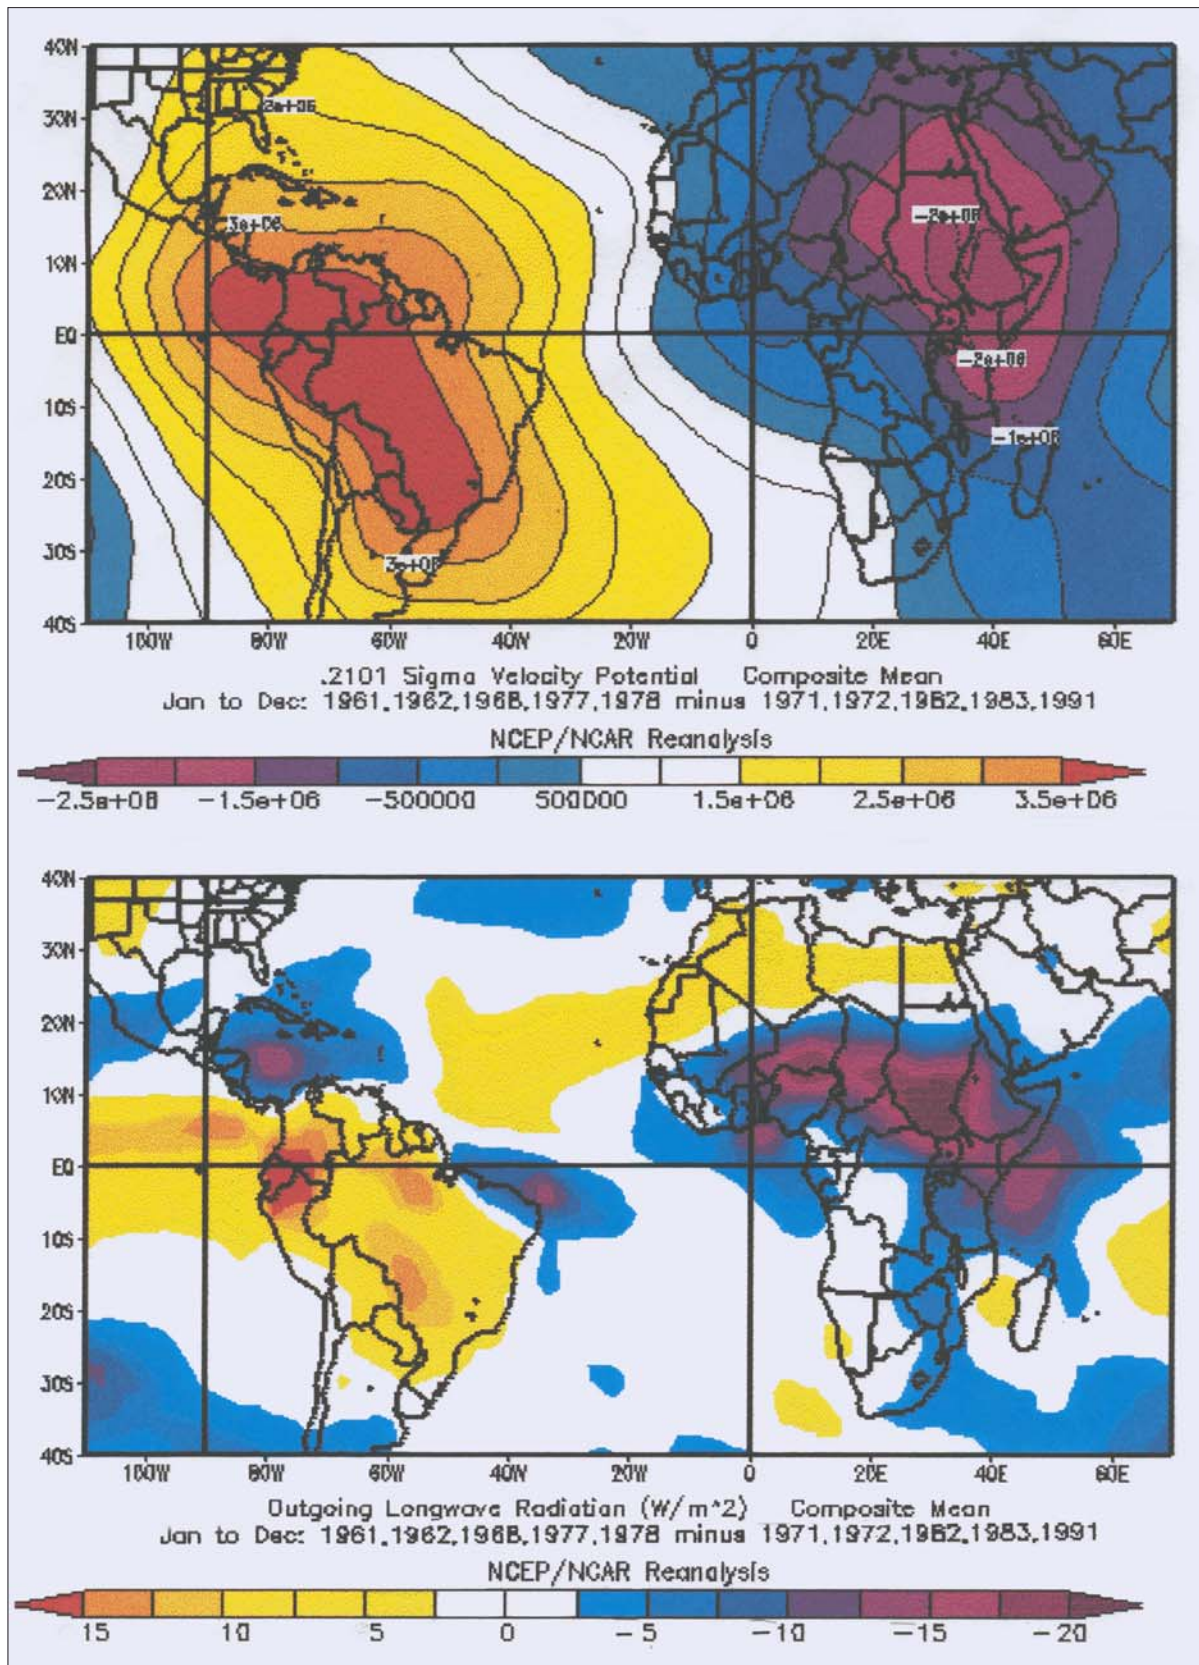 40N
30N
20N
10N
EQ
10S
20S
30S
40S
2e+06
3e+06
3e+06
-2e+06
-2e+06
-1e+06
100W 80W 60W 40W 20W 0 20E 40E 60E
.2101 Sigma Velocity Potential Composite Mean
Jan to Dec: 1961,1962,1968,1977,1978 minus 1971,1972,1982,1983,1991
NCEP/NCAR Reanalysis
-2.5e+06 -1.5e+06 -500000 500000 1.5e+06 2.5e+06 3.5e+06
40N
30N
20N
10N
EQ
10S
20S
30S
40S
100W 80W 60W 40W 20W 0 20E 40E 60E
Outgoing Longwave Radiation (W/m^2) Composite Mean
Jan to Dec: 1961,1962,1968,1977,1978 minus 1971,1972,1982,1983,1991
NCEP/NCAR Reanalysis
15 10 5 0 -5 -10 -15 -20